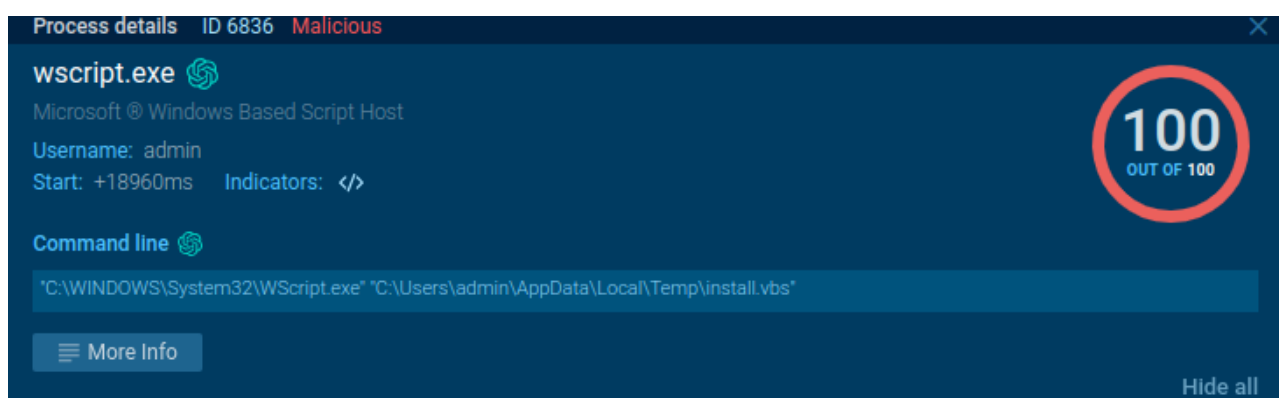 Process details ID 6836 Malicious
wscript.exe
Microsoft ® Windows Based Script Host
Username: admin
Start: +18960ms Indicators: </>
100
OUT OF 100
Command line
"C:\WINDOWS\System32\WScript.exe" "C:\Users\admin\AppData\Local\Temp\install.vbs"
More Info
Hide all